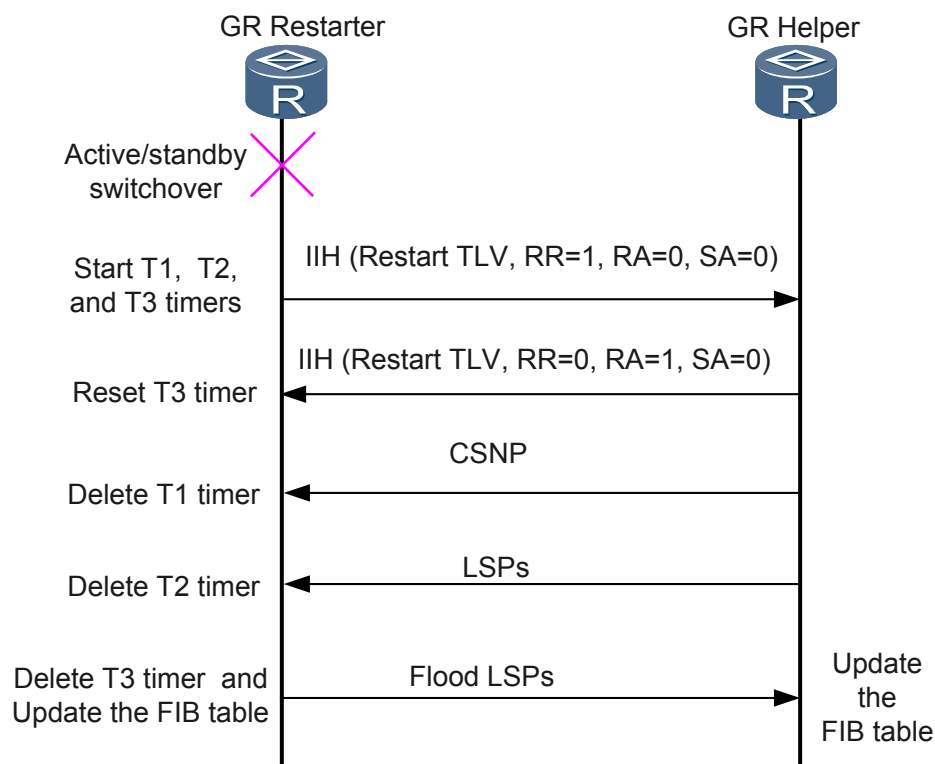 GR Restarter
GR Helper
R
R
Active/standby
switchover
IIH (Restart TLV, RR=1, RA=0, SA=0)
Start T1, T2,
and T3 timers
IIH (Restart TLV, RR=0, RA=1, SA=0)
Reset T3 timer
CSNP
Delete T1 timer
LSPs
Delete T2 timer
Flood LSPs
Delete T3 timer and
Update the FIB table
Update
the
FIB table